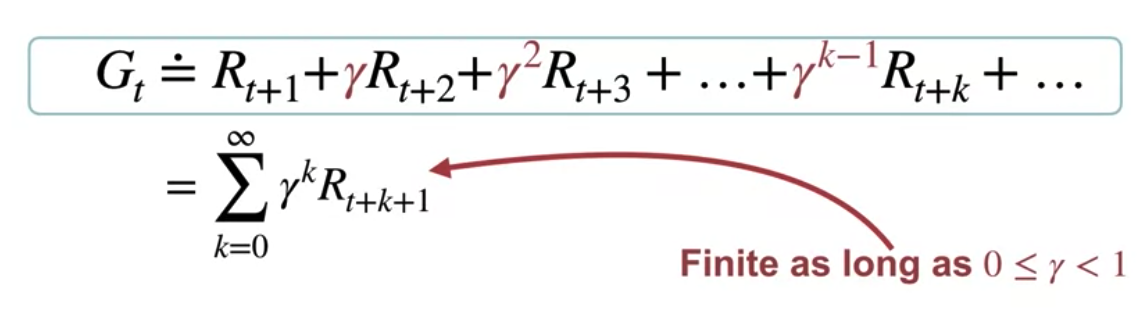 G_t ≐ R_{t+1}+γR_{t+2}+γ^2R_{t+3} + …+γ^{k−1}R_{t+k} + …
= ∑_{k=0}^{∞} γ^k R_{t+k+1}
Finite as long as 0 ≤ γ < 1